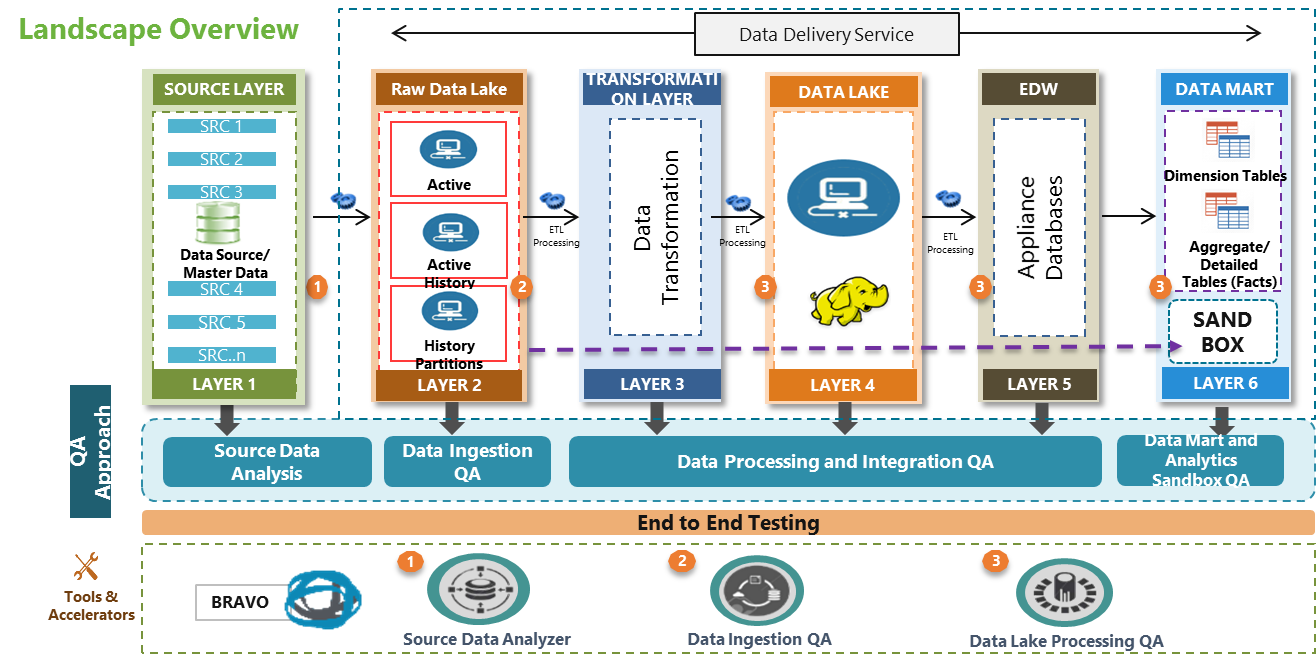 Landscape Overview
Data Delivery Service
SOURCE LAYER
SRC 1
SRC 2
SRC 3
Data Source/
Master Data
SRC 4
SRC 5
SRC..n
LAYER 1
1
Raw Data Lake
Active
Active
History
History
Partitions
LAYER 2
2
ETL
Processing
TRANSFORMATI
ON LAYER
Data
Transformation
LAYER 3
ETL
Processing
3
DATA LAKE
LAYER 4
ETL
Processing
3
EDW
Appliance
Databases
LAYER 5
3
DATA MART
Dimension Tables
Aggregate/
Detailed
Tables (Facts)
SAND
BOX
LAYER 6
QA
Approach
Source Data
Analysis
Data Ingestion
QA
Data Processing and Integration QA
Data Mart and
Analytics
Sandbox QA
End to End Testing
Tools &
Accelerators
BRAVO
1
Source Data Analyzer
2
Data Ingestion QA
3
Data Lake Processing QA